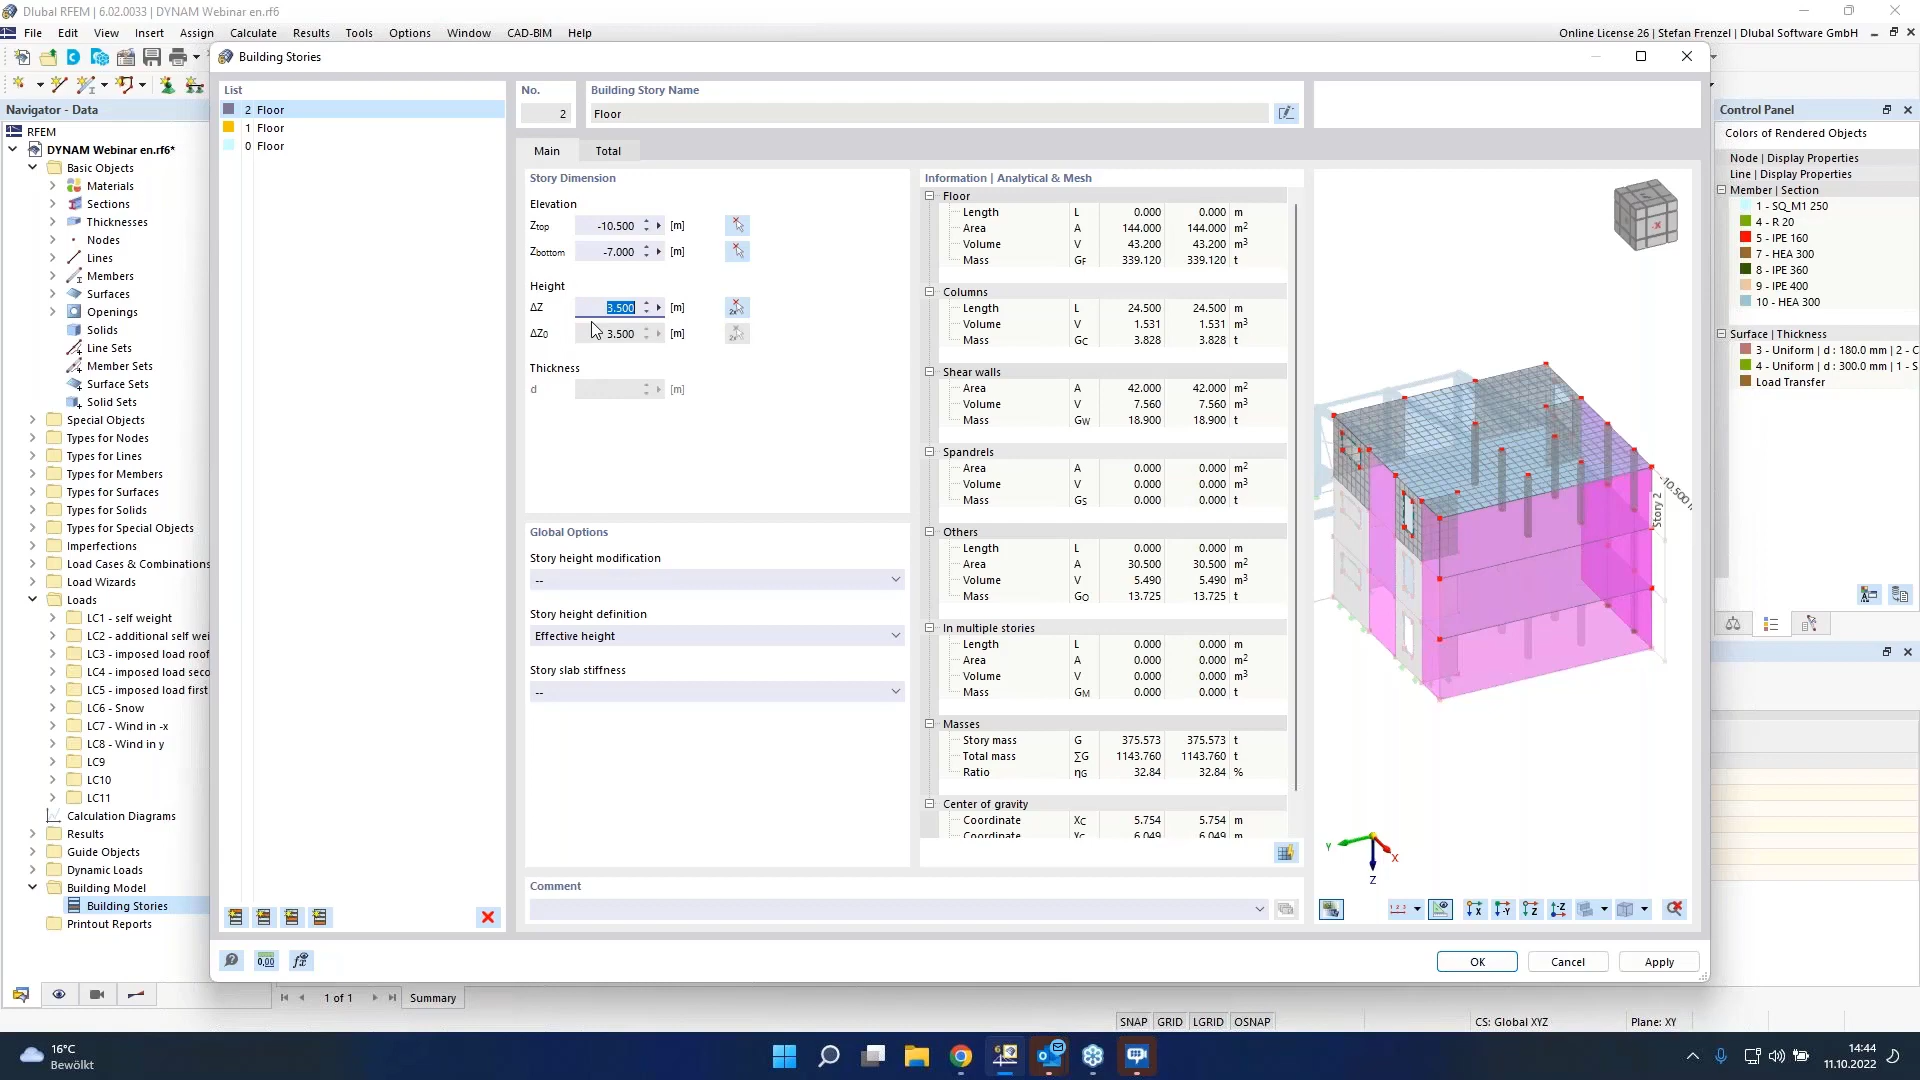 Dlubal RFEM | 6.02.0033 | DYNAM Webinar en.rf6
File Edit View Insert Assign Calculate Results Tools Options Window CAD-BIM Help
Online License 26 | Stefan Frenzel | Dlubal Software GmbH
Navigator - Data
RFEM
DYNAM Webinar en.rf6*
Basic Objects
Materials
Sections
Thicknesses
Nodes
Lines
Members
Surfaces
Openings
Solids
Line Sets
Member Sets
Surface Sets
Solid Sets
Special Objects
Types for Nodes
Types for Lines
Types for Members
Types for Surfaces
Types for Solids
Types for Special Objects
Imperfections
Load Cases & Combinations
Load Wizards
Loads
LC1 - self weight
LC2 - additional self wei
LC3 - imposed load roof
LC4 - imposed load seco
LC5 - imposed load first
LC6 - Snow
LC7 - Wind in -x
LC8 - Wind in y
LC9
LC10
LC11
Calculation Diagrams
Results
Guide Objects
Dynamic Loads
Building Model
Building Stories
Printout Reports
Building Stories
List
2 Floor
1 Floor
0 Floor
No.
2
Building Story Name
Floor
Main Total
Story Dimension
Elevation
Ztop -10.500 [m]
Zbottom -7.000 [m]
Height
ΔZ 3.500 [m]
ΔZ0 3.500 [m]
Thickness
d [m]
Global Options
Story height modification
--
Story height definition
Effective height
Story slab stiffness
--
Information | Analytical & Mesh
Floor
Length L 0.000 0.000 m
Area A 144.000 144.000 m2
Volume V 43.200 43.200 m3
Mass GF 339.120 339.120 t
Columns
Length L 24.500 24.500 m
Volume V 1.531 1.531 m3
Mass GC 3.828 3.828 t
Shear walls
Area A 42.000 42.000 m2
Volume V 7.560 7.560 m3
Mass GW 18.900 18.900 t
Spandrels
Area A 0.000 0.000 m2
Volume V 0.000 0.000 m3
Mass GS 0.000 0.000 t
Others
Length L 0.000 0.000 m
Area A 30.500 30.500 m2
Volume V 5.490 5.490 m3
Mass GO 13.725 13.725 t
In multiple stories
Length L 0.000 0.000 m
Area A 0.000 0.000 m2
Volume V 0.000 0.000 m3
Mass GM 0.000 0.000 t
Masses
Story mass G 375.573 375.573 t
Total mass ΣG 1143.760 1143.760 t
Ratio ηG 32.84 32.84 %
Center of gravity
Coordinate XC 5.754 5.754 m
Coordinate YC 6.049 6.049 m
Comment
-X
-10.500 m
Story 2
Y
X
Z
OK Cancel Apply
Control Panel
Colors of Rendered Objects
Node | Display Properties
Line | Display Properties
Member | Section
1 - SQ_M1 250
4 - R 20
5 - IPE 160
7 - HEA 300
8 - IPE 360
9 - IPE 400
10 - HEA 300
Surface | Thickness
3 - Uniform | d : 180.0 mm | 2 - C
4 - Uniform | d : 300.0 mm | 1 - S
Load Transfer
1 of 1 Summary
SNAP GRID LGRID OSNAP
CS: Global XYZ
Plane: XY
16°C
Bewölkt
14:44
11.10.2022